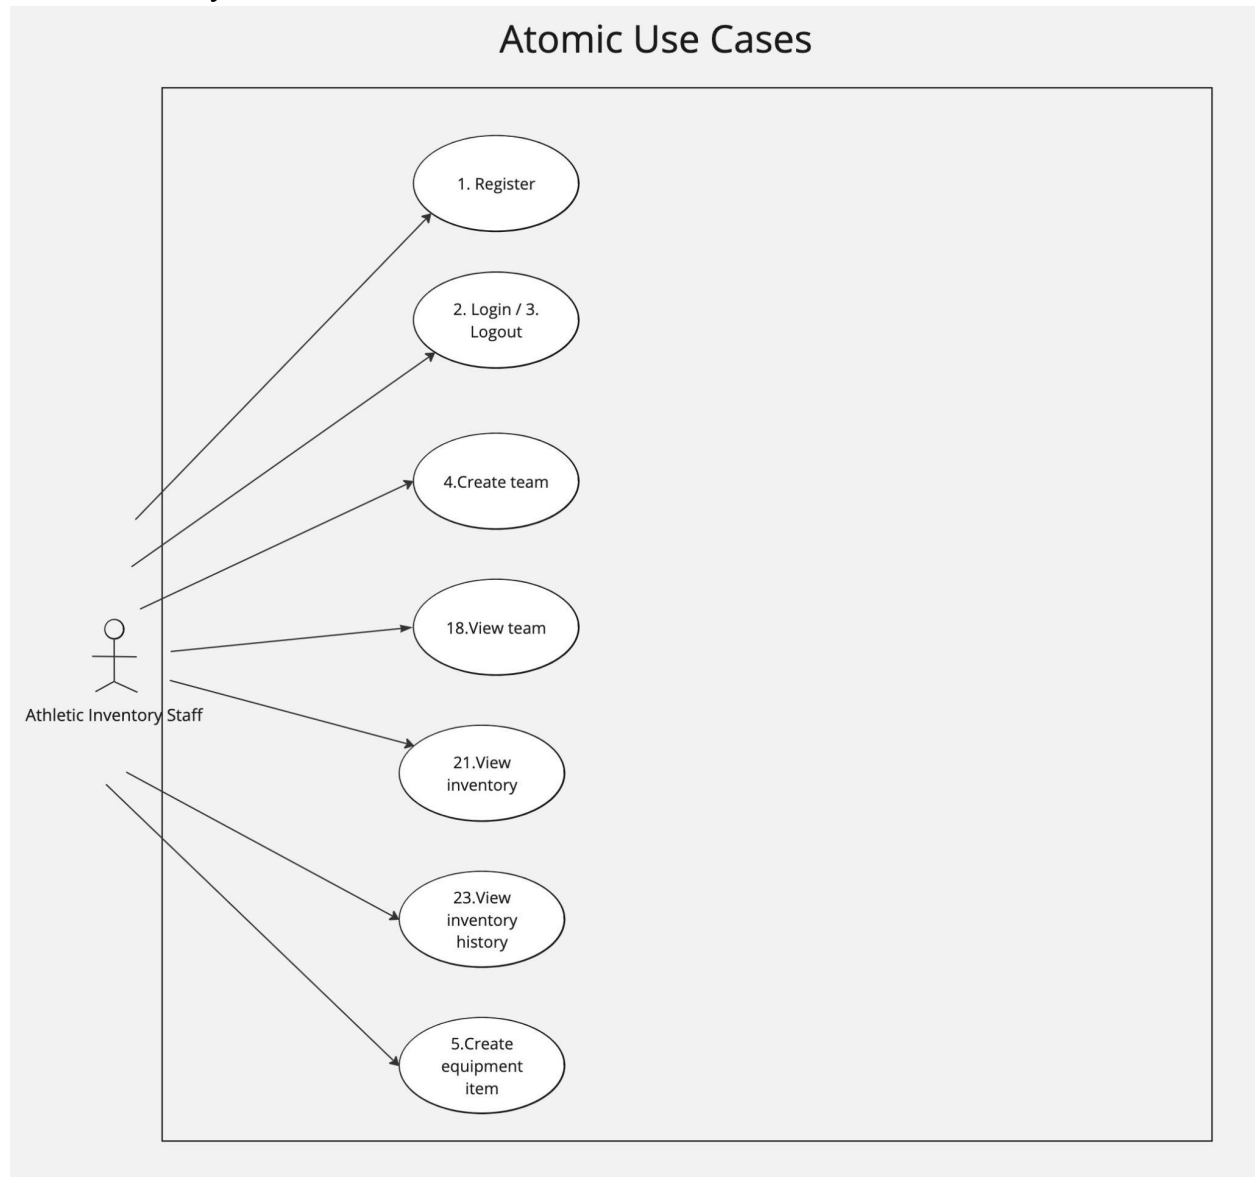 Atomic Use Cases
1. Register
2. Login / 3.
Logout
4.Create team
18.View team
Athletic Inventory Staff
21.View
inventory
23.View
inventory
history
5.Create
equipment
item